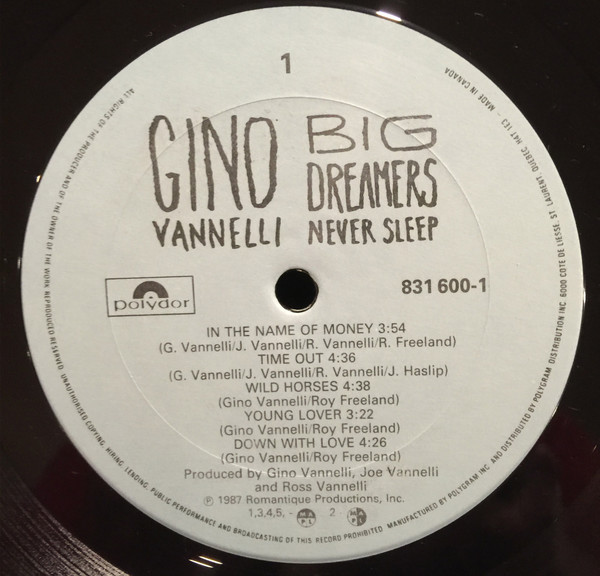 1
GINO
VANNELLI
BIG
DREAMERS
NEVER SLEEP
polydor
831 600-1
IN THE NAME OF MONEY 3:54
(G. Vannelli/J. Vannelli/R. Vannelli/R. Freeland)
TIME OUT 4:36
(G. Vannelli/J. Vannelli/R. Vannelli/J. Haslip)
WILD HORSES 4:38
(Gino Vannelli/Roy Freeland)
YOUNG LOVER 3:22
(Gino Vannelli/Roy Freeland)
DOWN WITH LOVE 4:26
(Gino Vannelli/Roy Freeland)
Produced by Gino Vannelli, Joe Vannelli
and Ross Vannelli
℗ 1987 Romantique Productions, Inc.
1,3,4,5, - 2 -
ALL RIGHTS OF THE PRODUCER AND OF THE OWNER OF THE WORK REPRODUCED RESERVED. UNAUTHORISED COPYING, HIRING, LENDING, PUBLIC PERFORMANCE AND BROADCASTING OF THIS RECORD PROHIBITED. MANUFACTURED BY POLYGRAM INC. AND DISTRIBUTED BY POLYGRAM DISTRIBUTION INC. 6000 COTE DE LIESSE, ST. LAURENT, QUEBEC, H4T 1E3. MADE IN CANADA